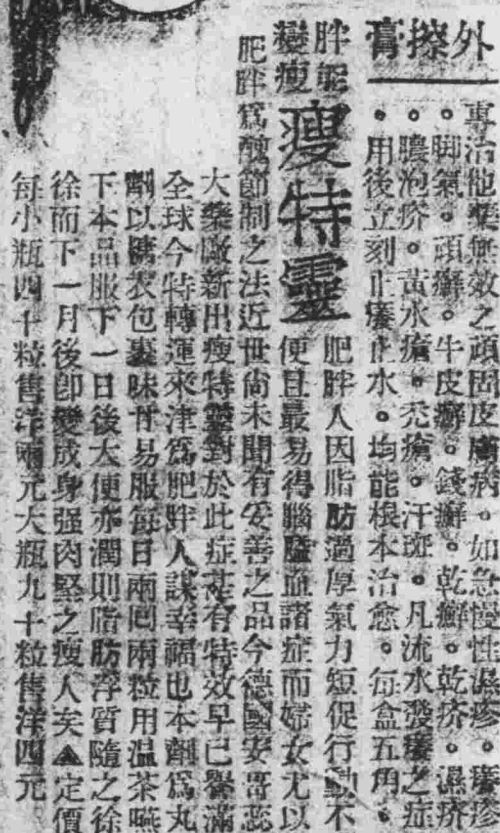 外擦膏
專治他藥無效之頑固皮膚病。如急慢性濕疹。癢疹
。脚氣。頭癬。牛皮癬。錢癬。乾癬。乾疥。濕疥
。膿泡疥。黃水瘡。禿瘡。汗斑。凡流水發癢之症
。用後立刻止癢止水。均能根本治愈。每盒五角。
胖能變瘦
瘦特靈
肥胖人因脂肪過厚氣力短促行動不
便且最易得腦溢血諸症而婦女尤以
肥胖爲醜節制之法近世尙未聞有妥善之品今德國安哥蕊
大藥廠新出瘦特靈對於此症老有特效早已譽滿
全球今特轉運來津爲肥胖人謀幸福也本劑爲丸
劑以糖衣包裹味甘易服每日兩回兩粒用温茶嚥
下本品服下一日後大便亦潤則脂肪浮質隨之徐
徐而下一月後卽變成身强肉堅之瘦人矣▲定價
每小瓶四十粒售洋兩元大瓶九十粒售洋四元